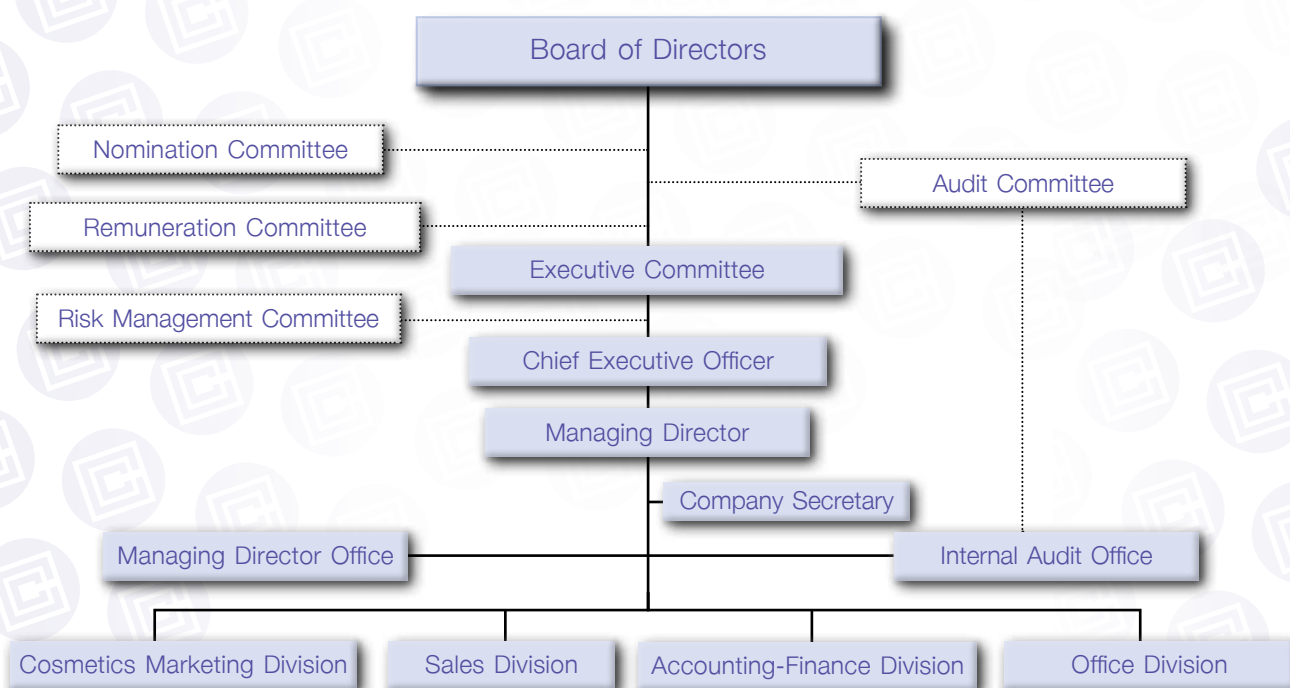 Board of Directors
Nomination Committee
Audit Committee
Remuneration Committee
Executive Committee
Risk Management Committee
Chief Executive Officer
Managing Director
Company Secretary
Managing Director Office
Internal Audit Office
Cosmetics Marketing Division
Sales Division
Accounting-Finance Division
Office Division